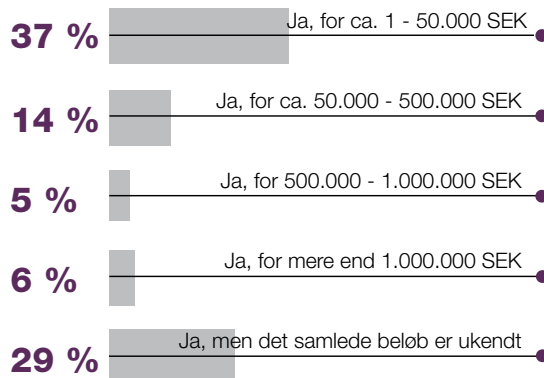 37 % Ja, for ca. 1 - 50.000 SEK
14 % Ja, for ca. 50.000 - 500.000 SEK
5 % Ja, for 500.000 - 1.000.000 SEK
6 % Ja, for mere end 1.000.000 SEK
29 % Ja, men det samlede beløb er ukendt